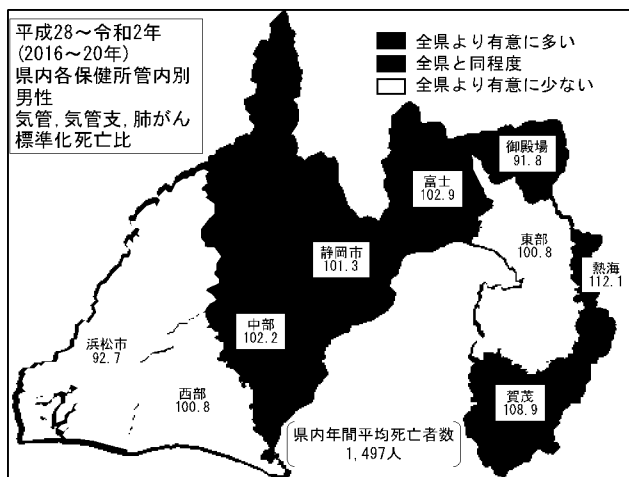 平成28～令和2年
(2016～20年)
県内各保健所管内別
男性
気管,気管支,肺がん
標準化死亡比
全県より有意に多い
全県と同程度
全県より有意に少ない
御殿場
91.8
富士
102.9
東部
100.8
熱海
112.1
静岡市
101.3
中部
102.2
浜松市
92.7
西部
100.8
賀茂
108.9
県内年間平均死亡者数
1,497人